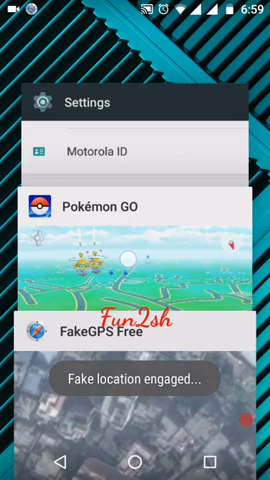 6:59
Settings
Motorola ID
Pokémon GO
Fun2sh
FakeGPS Free
Fake location engaged...